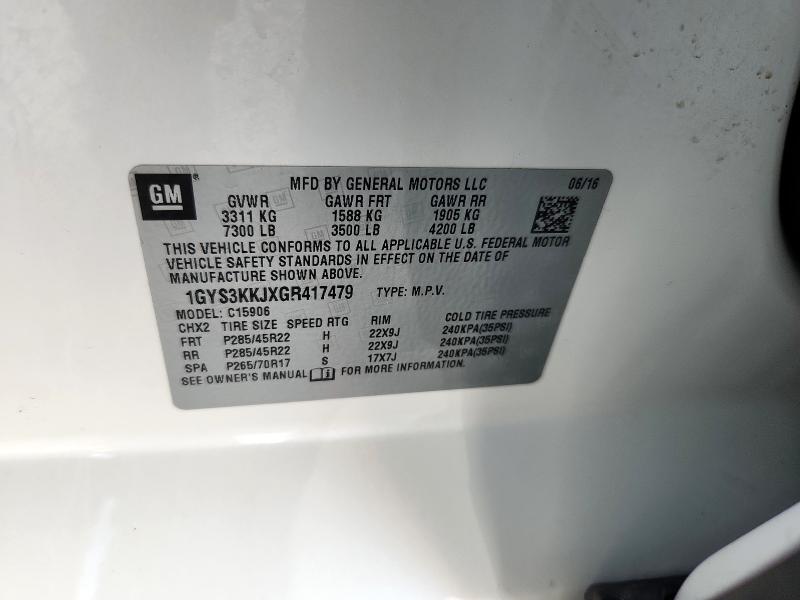 GM ® MFD BY GENERAL MOTORS LLC 06/16
GVWR GAWR FRT GAWR RR
3311 KG 1588 KG 1905 KG
7300 LB 3500 LB 4200 LB
THIS VEHICLE CONFORMS TO ALL APPLICABLE U.S. FEDERAL MOTOR
VEHICLE SAFETY STANDARDS IN EFFECT ON THE DATE OF
MANUFACTURE SHOWN ABOVE.
1GYS3KKJXGR417479 TYPE: M.P.V.
MODEL: C15906
CHX2 TIRE SIZE SPEED RTG RIM COLD TIRE PRESSURE
FRT P285/45R22 H 22X9J 240KPA(35PSI)
RR P285/45R22 H 22X9J 240KPA(35PSI)
SPA P265/70R17 S 17X7J 240KPA(35PSI)
SEE OWNER'S MANUAL FOR MORE INFORMATION.